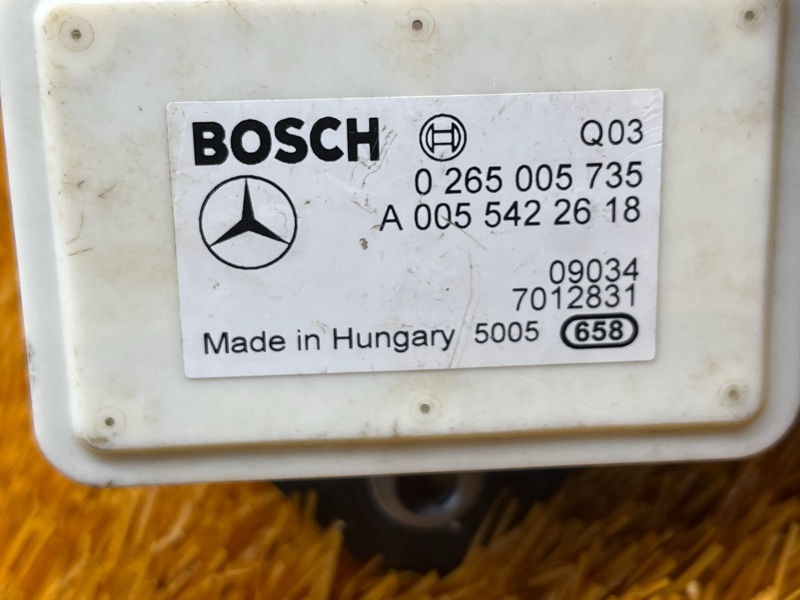 BOSCH Q03
0 265 005 735
A 005 542 26 18
09034
7012831
Made in Hungary 5005 658